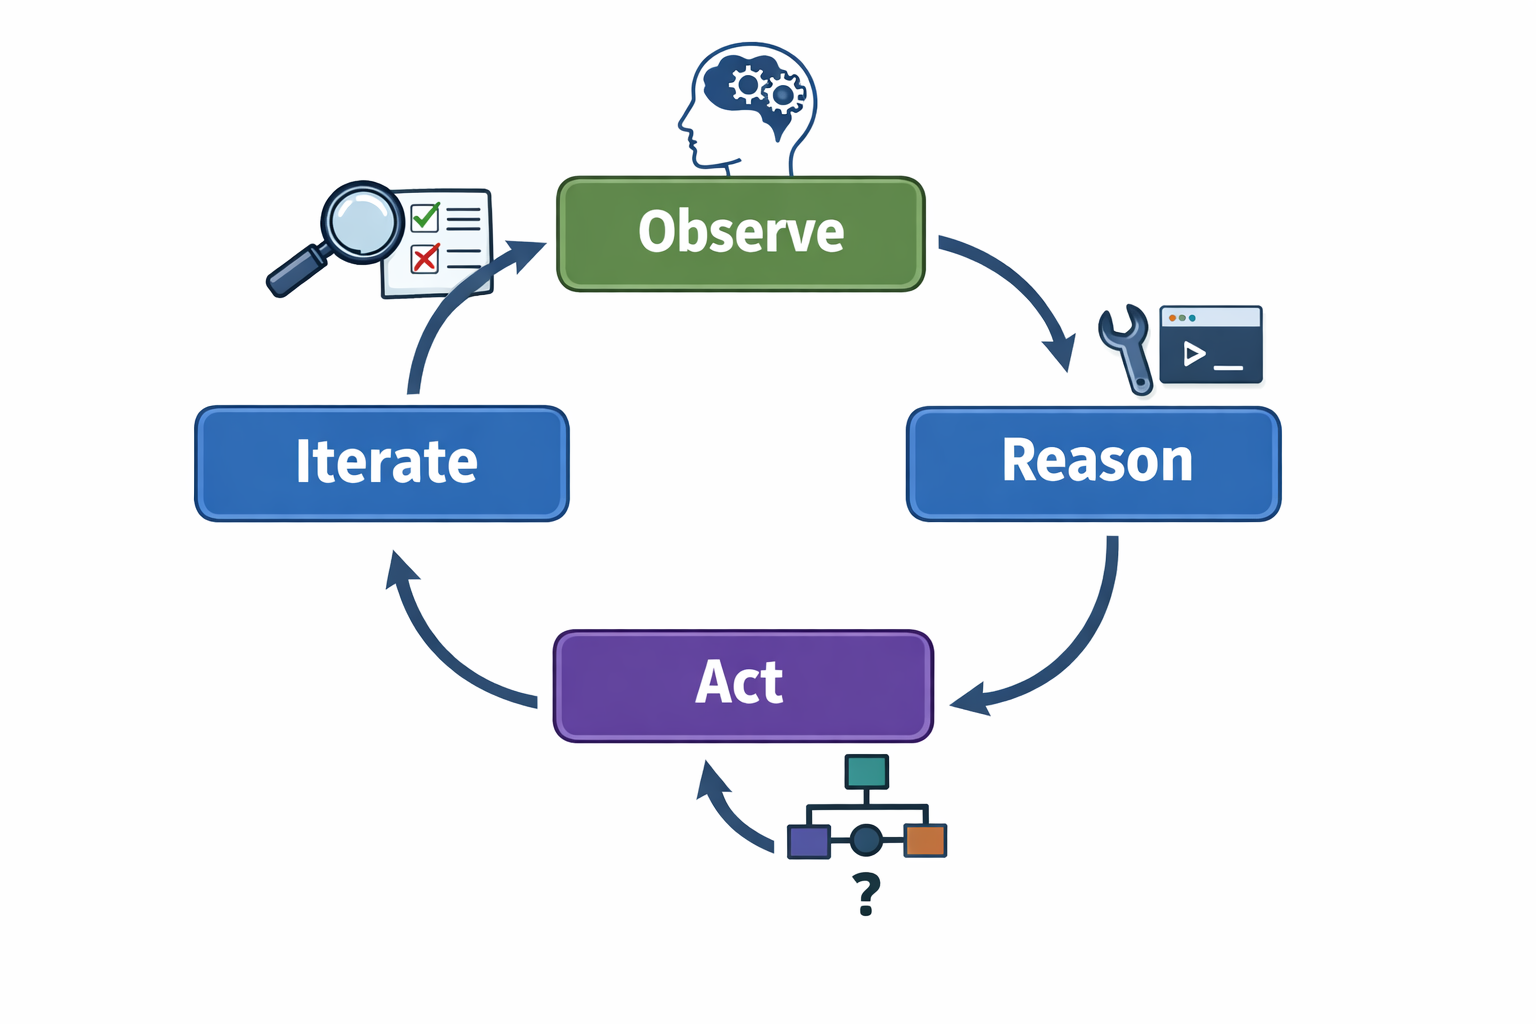 Observe
Iterate
Reason
Act
?